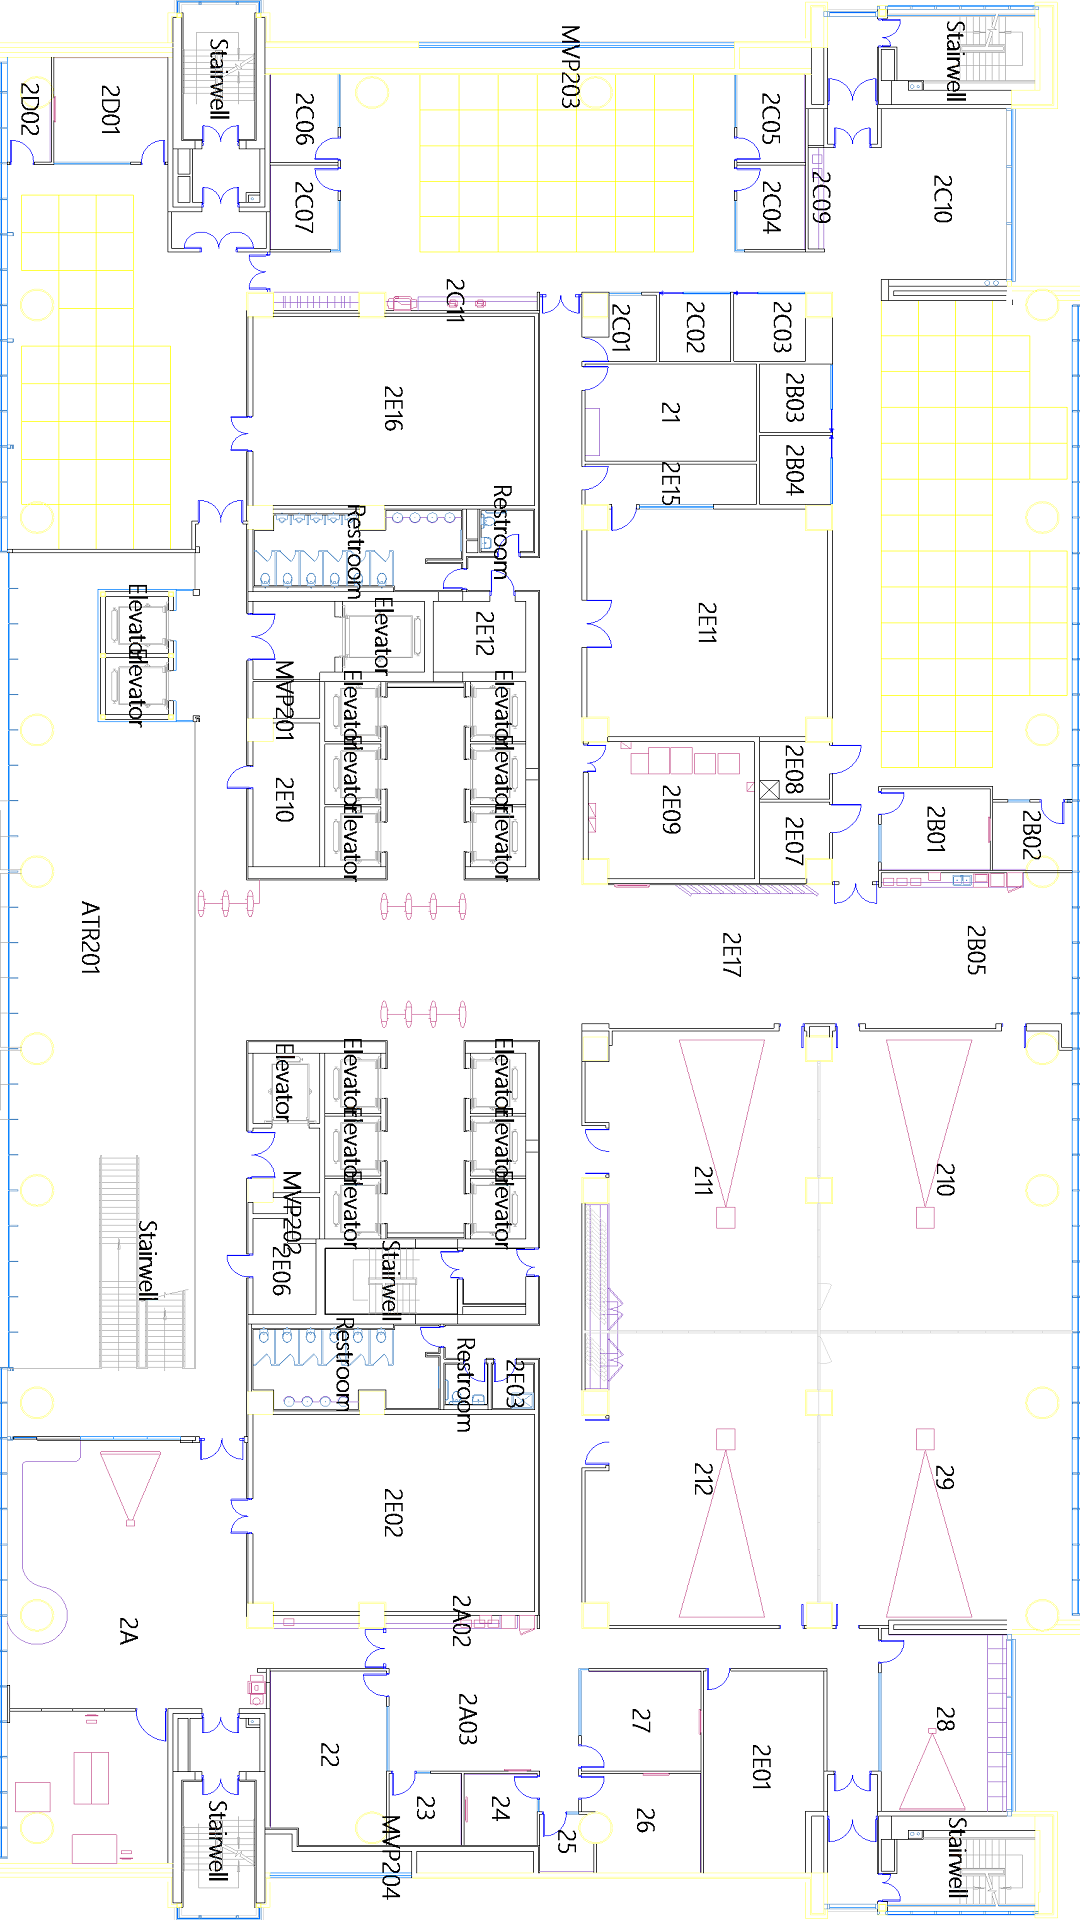 Stairwell
Stairwell
MVP203
2D02
2D01
2C06
2C05
2C07
2C04
2C09
2C10
2C11
2C01
2C02
2C03
2E16
21
2B03
2B04
2E15
Restroom
Restroom
Elevator
Elevator
Elevator
2E12
2E11
MVP201
Elevator
Elevator
Elevator
Elevator
Elevator
Elevator
2E10
2E09
2E08
2E07
2B01
2B02
ATR201
2E17
2B05
Elevator
Elevator
Elevator
Elevator
Elevator
Elevator
Elevator
211
210
MVP202
2E06
Stairwell
Stairwell
Restroom
Restroom
2E03
212
29
2E02
2A
2A02
2A03
22
27
2E01
28
23
24
25
26
MVP204
Stairwell
Stairwell